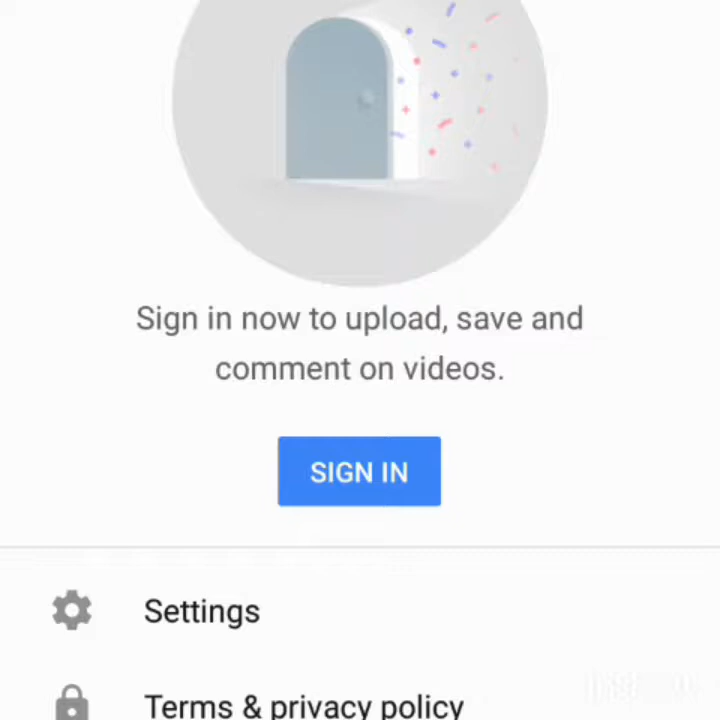 Sign in now to upload, save and
comment on videos.
SIGN IN
Settings
Terms & privacy policy